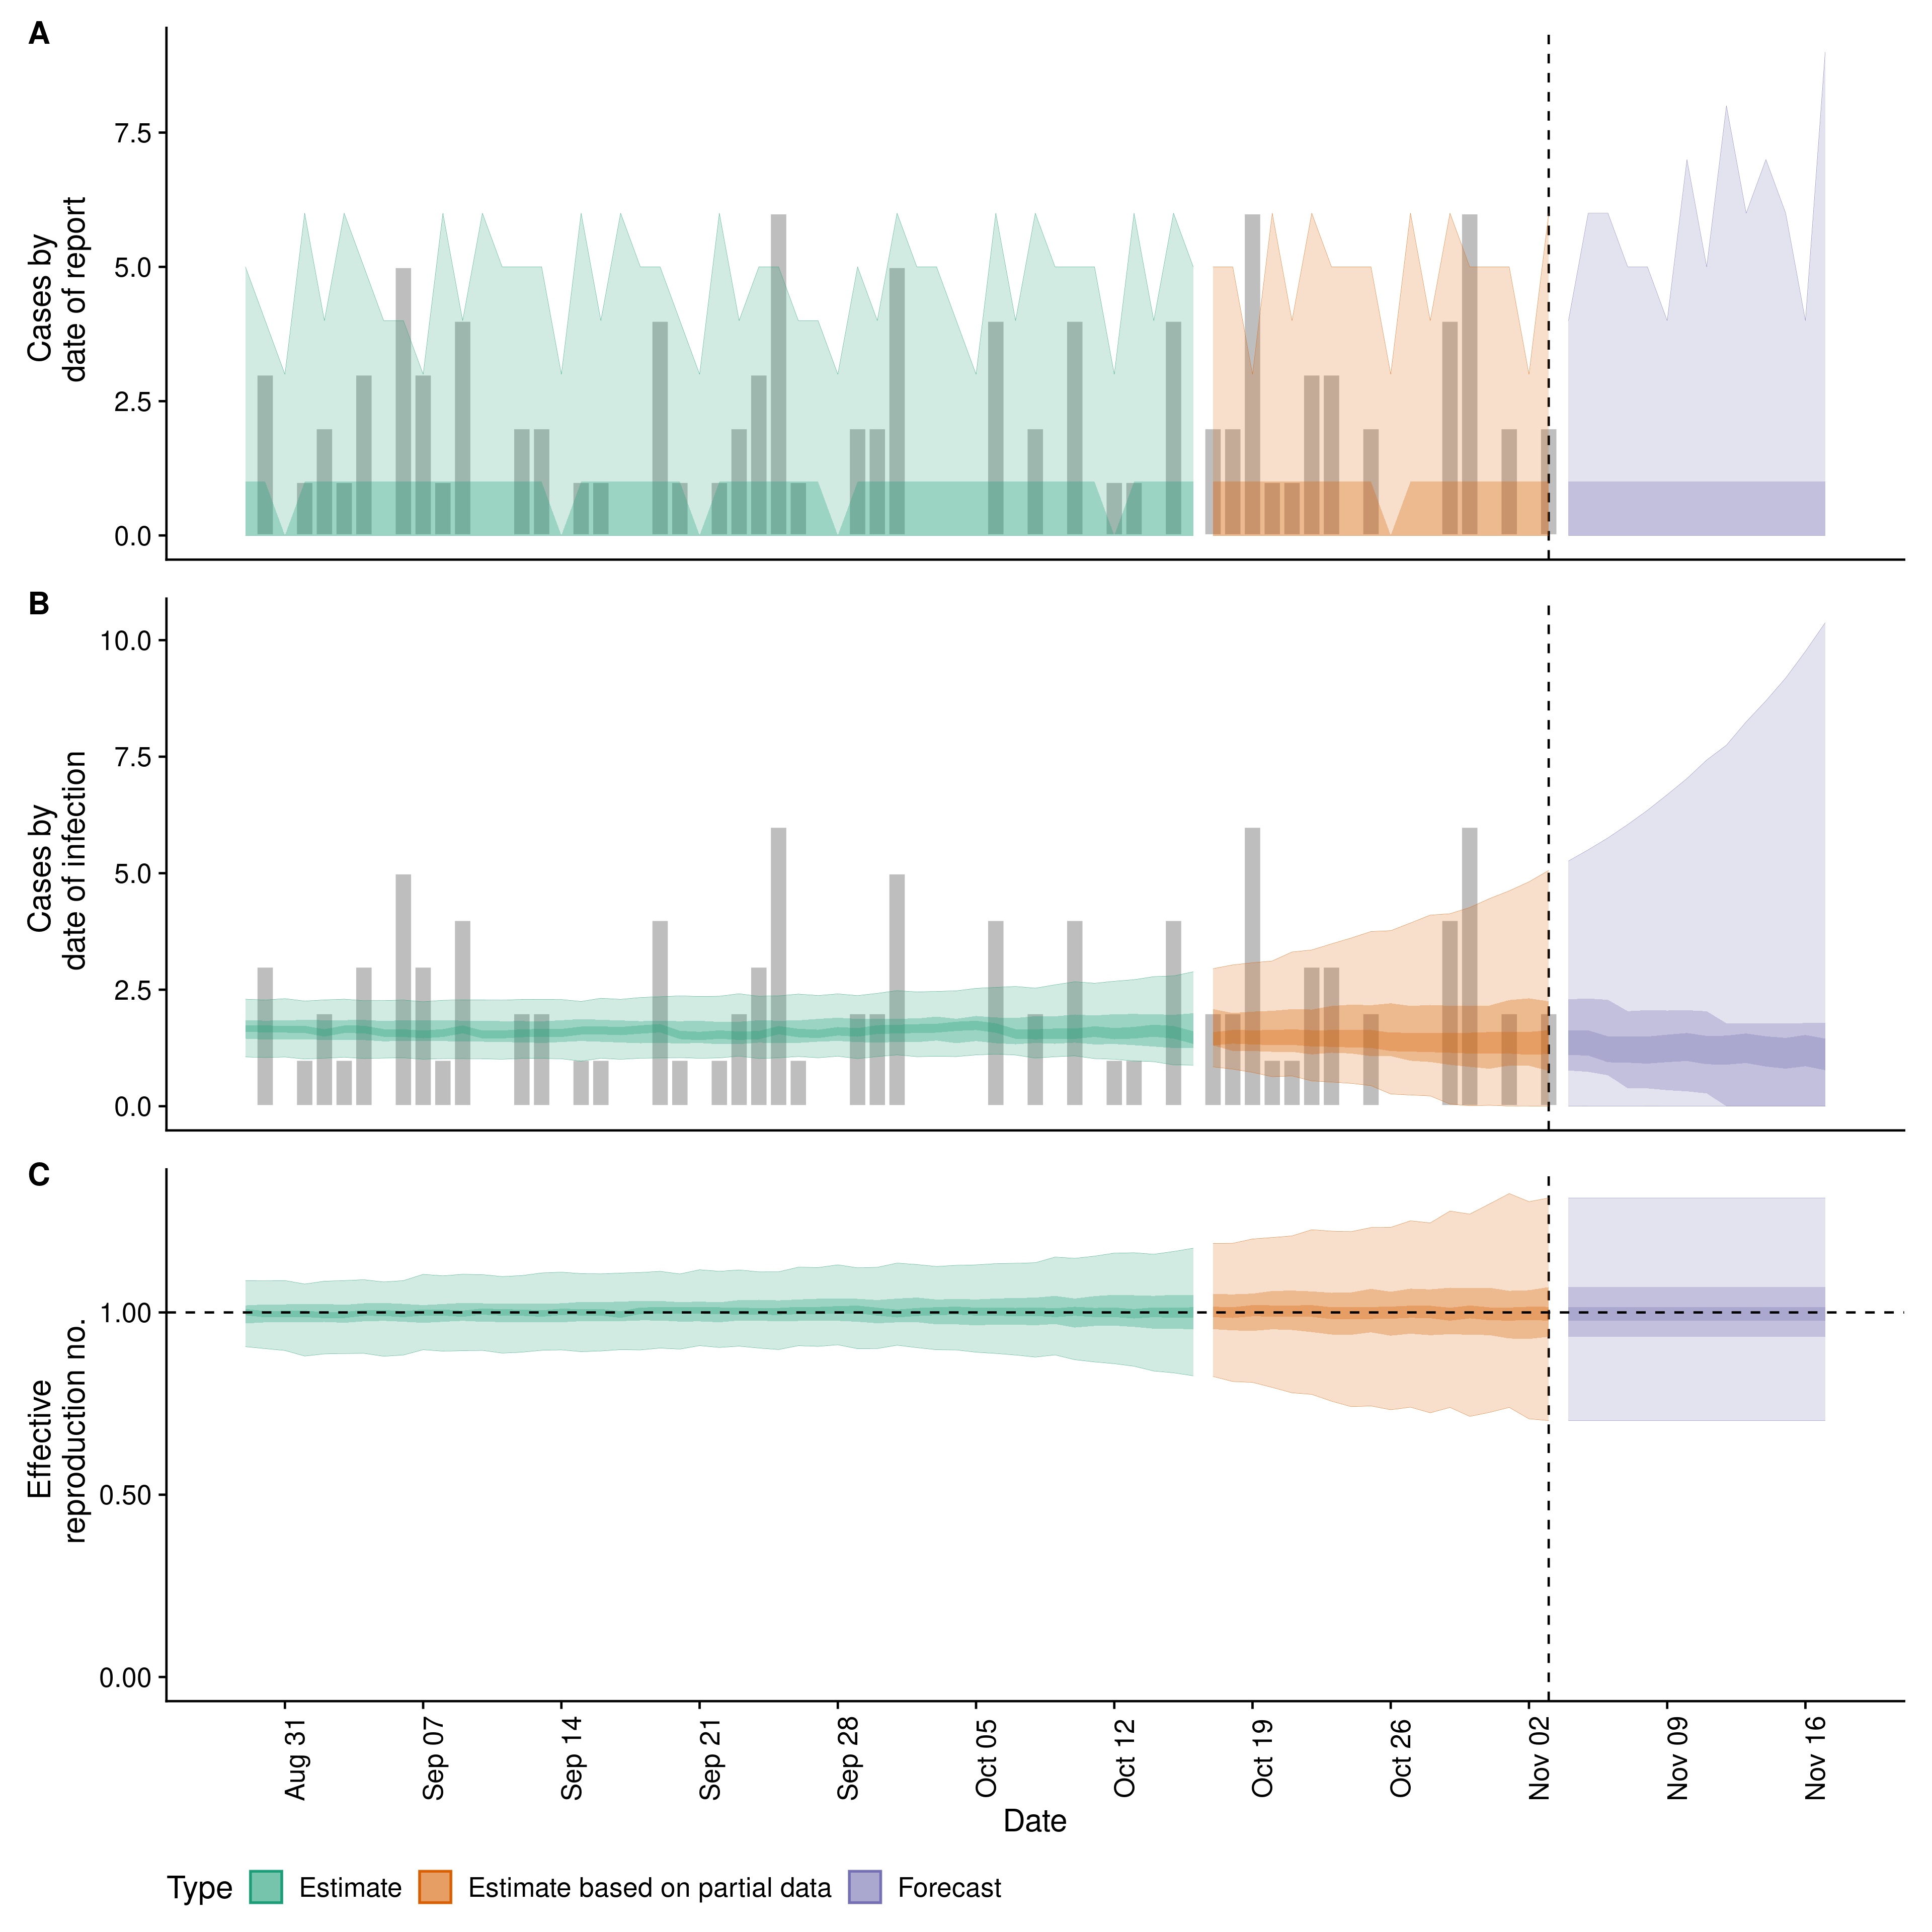 A
Cases by
date of report
7.5
5.0
2.5
0.0
B
Cases by
date of infection
10.0
7.5
5.0
2.5
0.0
C
Effective
reproduction no.
1.00
0.50
0.00
Aug 31
Sep 07
Sep 14
Sep 21
Sep 28
Oct 05
Oct 12
Oct 19
Oct 26
Nov 02
Nov 09
Nov 16
Date
Type Estimate Estimate based on partial data Forecast